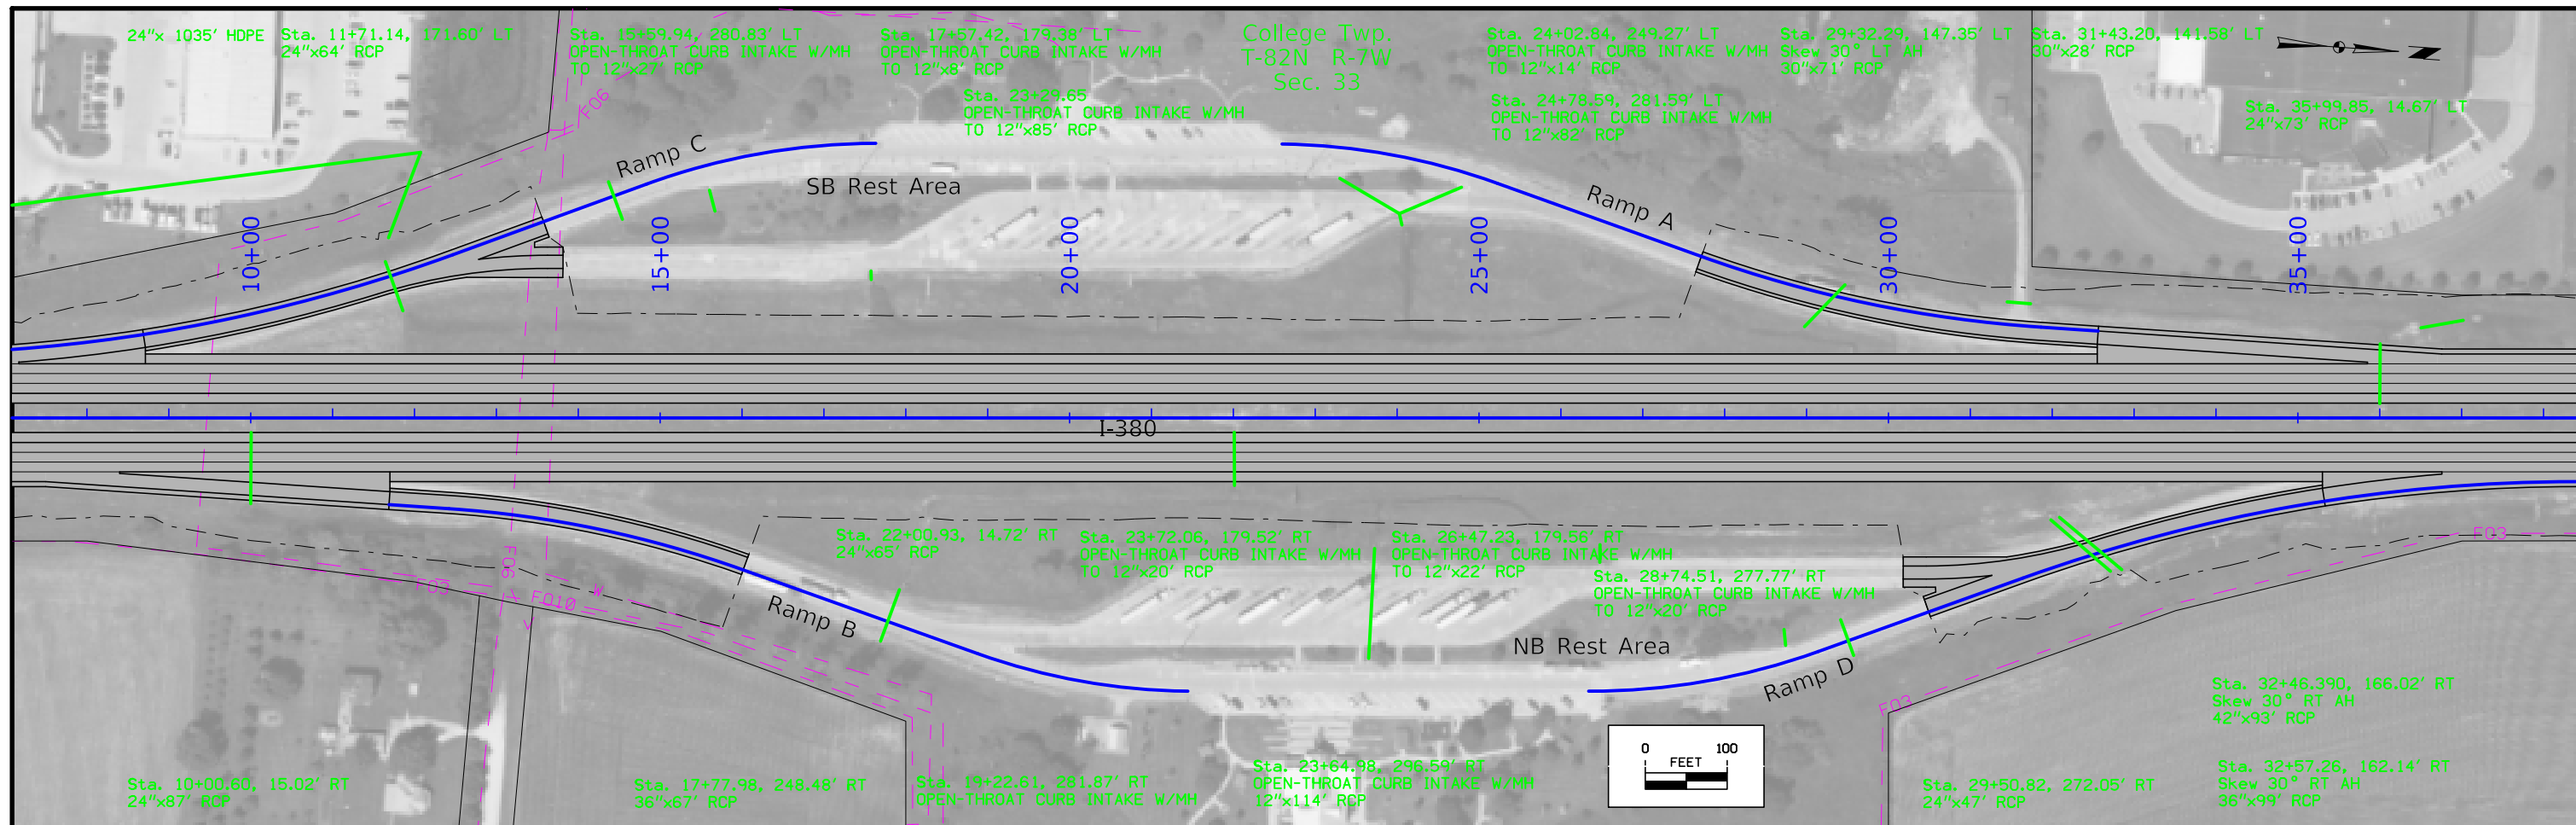 24"x 1035' HDPE
Sta. 11+71.14, 171.60' LT
24"x64' RCP
Sta. 15+59.94, 280.83' LT
OPEN-THROAT CURB INTAKE W/MH
TO 12"x27' RCP
Sta. 17+57.42, 179.38' LT
OPEN-THROAT CURB INTAKE W/MH
TO 12"x8' RCP
Sta. 23+29.65
OPEN-THROAT CURB INTAKE W/MH
TO 12"x85' RCP
College Twp.
T-82N R-7W
Sec. 33
Sta. 24+02.84, 249.27' LT
OPEN-THROAT CURB INTAKE W/MH
TO 12"x14' RCP
Sta. 24+78.59, 281.59' LT
OPEN-THROAT CURB INTAKE W/MH
TO 12"x82' RCP
Sta. 29+32.29, 147.35' LT
Skew 30° LT AH
30"x71' RCP
Sta. 31+43.20, 141.58' LT
30"x28' RCP
Sta. 35+99.85, 14.67' LT
24"x73' RCP
FO6
Ramp C
SB Rest Area
Ramp A
10+00
15+00
20+00
25+00
30+00
35+00
I-380
FO3
FO6
FO10
W
Ramp B
Sta. 22+00.93, 14.72' RT
24"x65' RCP
Sta. 23+72.06, 179.52' RT
OPEN-THROAT CURB INTAKE W/MH
TO 12"x20' RCP
Sta. 26+47.23, 179.56' RT
OPEN-THROAT CURB INTAKE W/MH
TO 12"x22' RCP
Sta. 28+74.51, 277.77' RT
OPEN-THROAT CURB INTAKE W/MH
TO 12"x20' RCP
NB Rest Area
Ramp D
FO3
FO3
0 100
FEET
Sta. 32+46.390, 166.02' RT
Skew 30° RT AH
42"x93' RCP
Sta. 10+00.60, 15.02' RT
24"x87' RCP
Sta. 17+77.98, 248.48' RT
36"x67' RCP
Sta. 19+22.61, 281.87' RT
OPEN-THROAT CURB INTAKE W/MH
Sta. 23+64.98, 296.59' RT
OPEN-THROAT CURB INTAKE W/MH
12"x114' RCP
Sta. 29+50.82, 272.05' RT
24"x47' RCP
Sta. 32+57.26, 162.14' RT
Skew 30° RT AH
36"x99' RCP